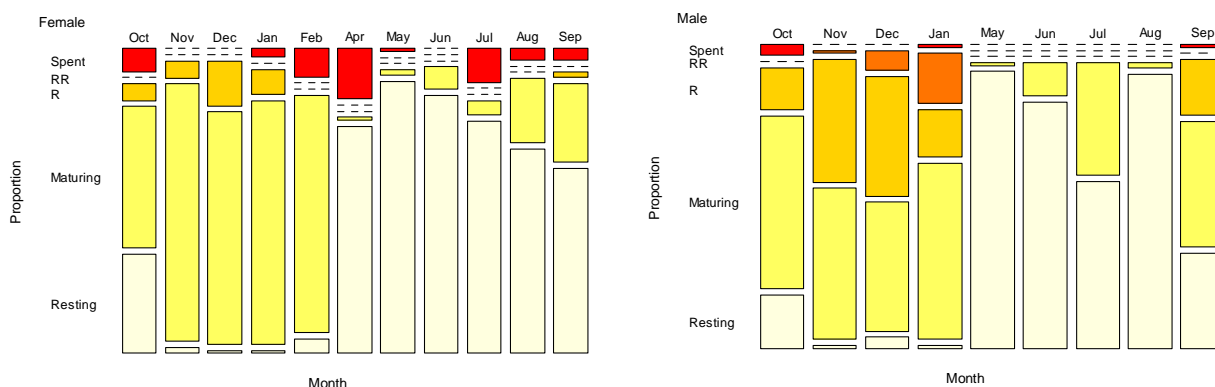 Female
Oct Nov Dec Jan Feb Apr May Jun Jul Aug Sep
Spent
RR
R
Maturing
Resting
Proportion
Month
Male
Oct Nov Dec Jan May Jun Jul Aug Sep
Spent
RR
R
Maturing
Resting
Proportion
Month